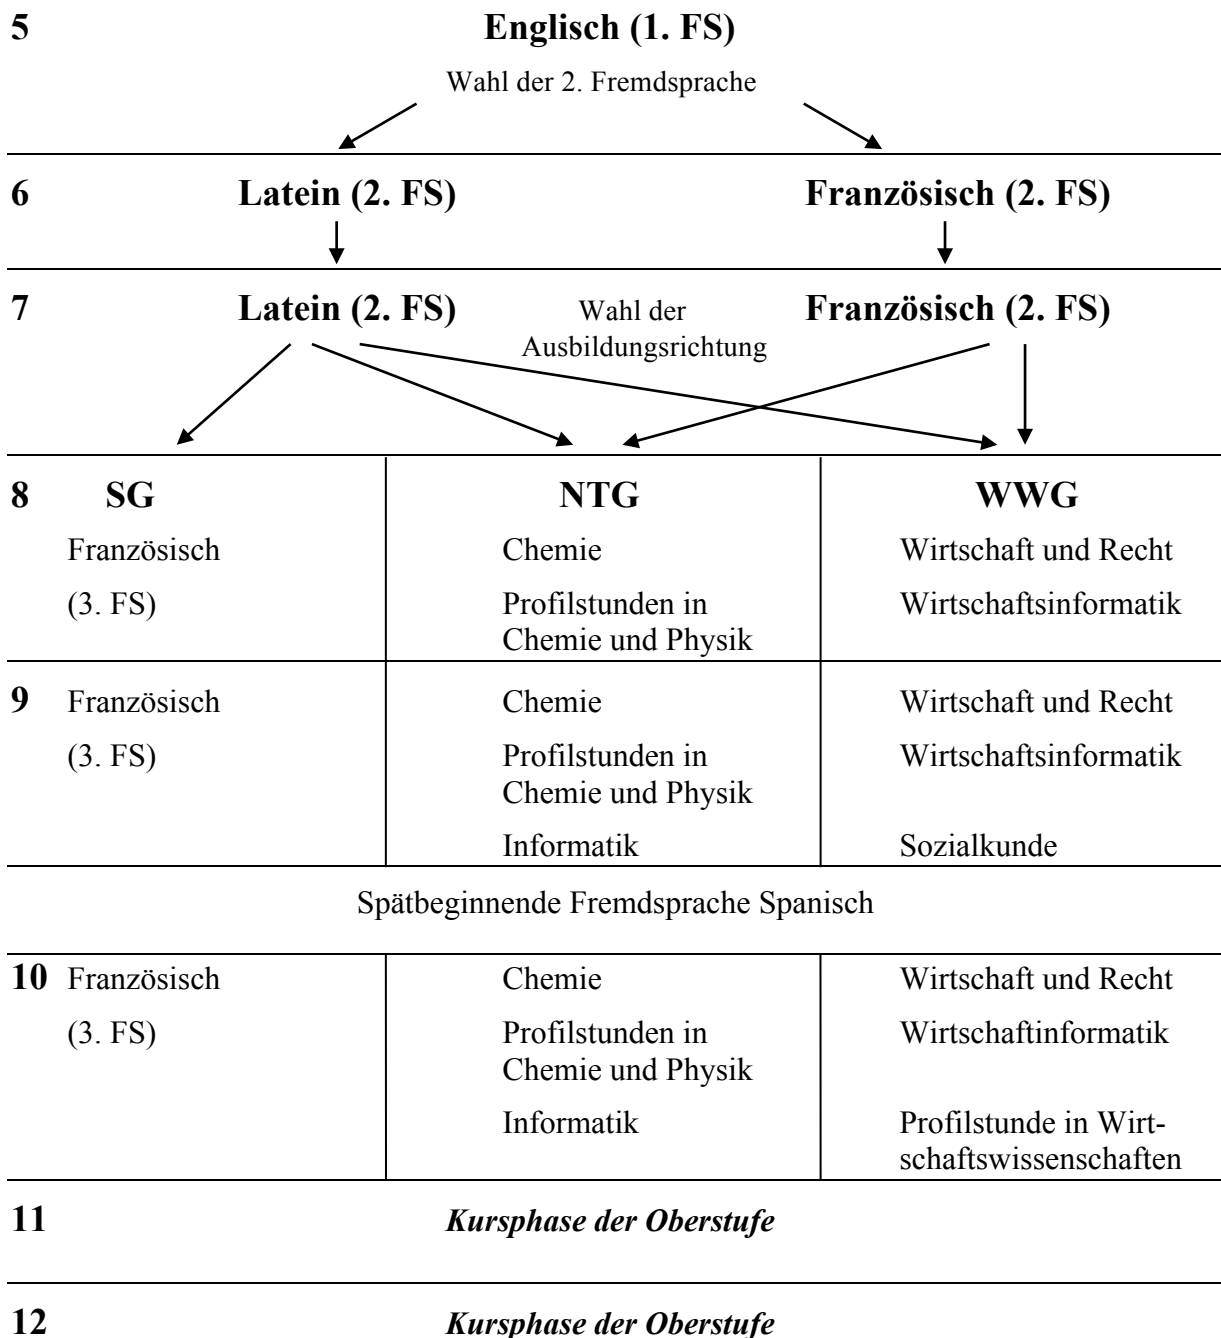 5 Englisch (1. FS)
Wahl der 2. Fremdsprache
6 Latein (2. FS) Französisch (2. FS)
7 Latein (2. FS) Wahl der Französisch (2. FS)
Ausbildungsrichtung
8 SG NTG WWG
Französisch Chemie Wirtschaft und Recht
(3. FS) Profilstunden in Wirtschaftsinformatik
Chemie und Physik
9 Französisch Chemie Wirtschaft und Recht
(3. FS) Profilstunden in Wirtschaftsinformatik
Chemie und Physik
Informatik Sozialkunde
Spätbeginnende Fremdsprache Spanisch
10 Französisch Chemie Wirtschaft und Recht
(3. FS) Profilstunden in Wirtschaftinformatik
Chemie und Physik
Informatik Profilstunde in Wirt-
schaftswissenschaften
11 Kursphase der Oberstufe
12 Kursphase der Oberstufe